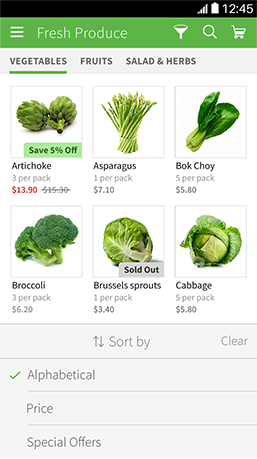 12:45
Fresh Produce
VEGETABLES FRUITS SALAD & HERBS
Save 5% Off
Artichoke Asparagus Bok Choy
3 per pack 1 per pack 5 per pack
$13.90 $15.30 $7.10 $5.80
Sold Out
Broccoli Brussels sprouts Cabbage
3 per pack 1 per pack 5 per pack
$6.20 $3.40 $5.80
Sort by Clear
Alphabetical
Price
Special Offers